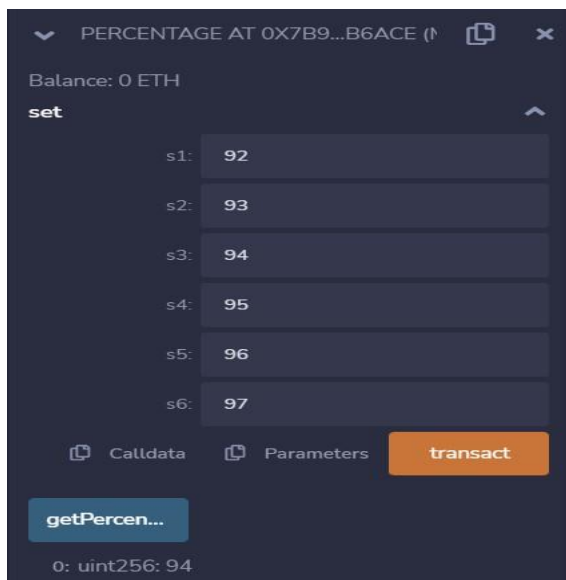 PERCENTAGE AT 0X7B9...B6ACE (
Balance: 0 ETH
set
s1: 92
s2: 93
s3: 94
s4: 95
s5: 96
s6: 97
Calldata Parameters transact
getPercen...
0: uint256: 94